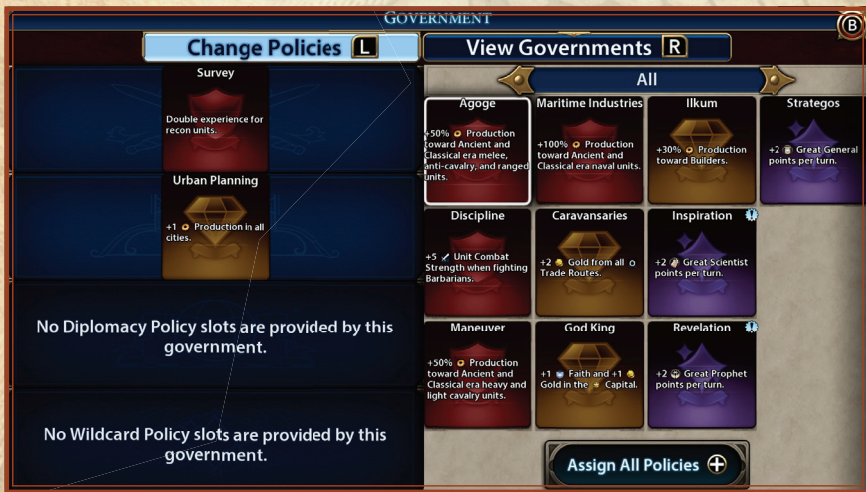 GOVERNMENT
B
Change Policies L
View Governments R
All
Survey
Double experience for
recon units.
Urban Planning
+1 Production in all
cities.
No Diplomacy Policy slots are provided by this
government.
No Wildcard Policy slots are provided by this
government.
Agoge
+50% Production
toward Ancient and
Classical era melee,
anti-cavalry, and ranged
units.
Maritime Industries
+100% Production
toward Ancient and
Classical era naval units.
Ilkum
+30% Production
toward Builders.
Strategos
+2 Great General
points per turn.
Discipline
+5 Unit Combat
Strength when fighting
Barbarians.
Caravansaries
+2 Gold from all
Trade Routes.
Inspiration
+2 Great Scientist
points per turn.
Maneuver
+50% Production
toward Ancient and
Classical era heavy and
light cavalry units.
God King
+1 Faith and +1
Gold in the Capital.
Revelation
+2 Great Prophet
points per turn.
Assign All Policies